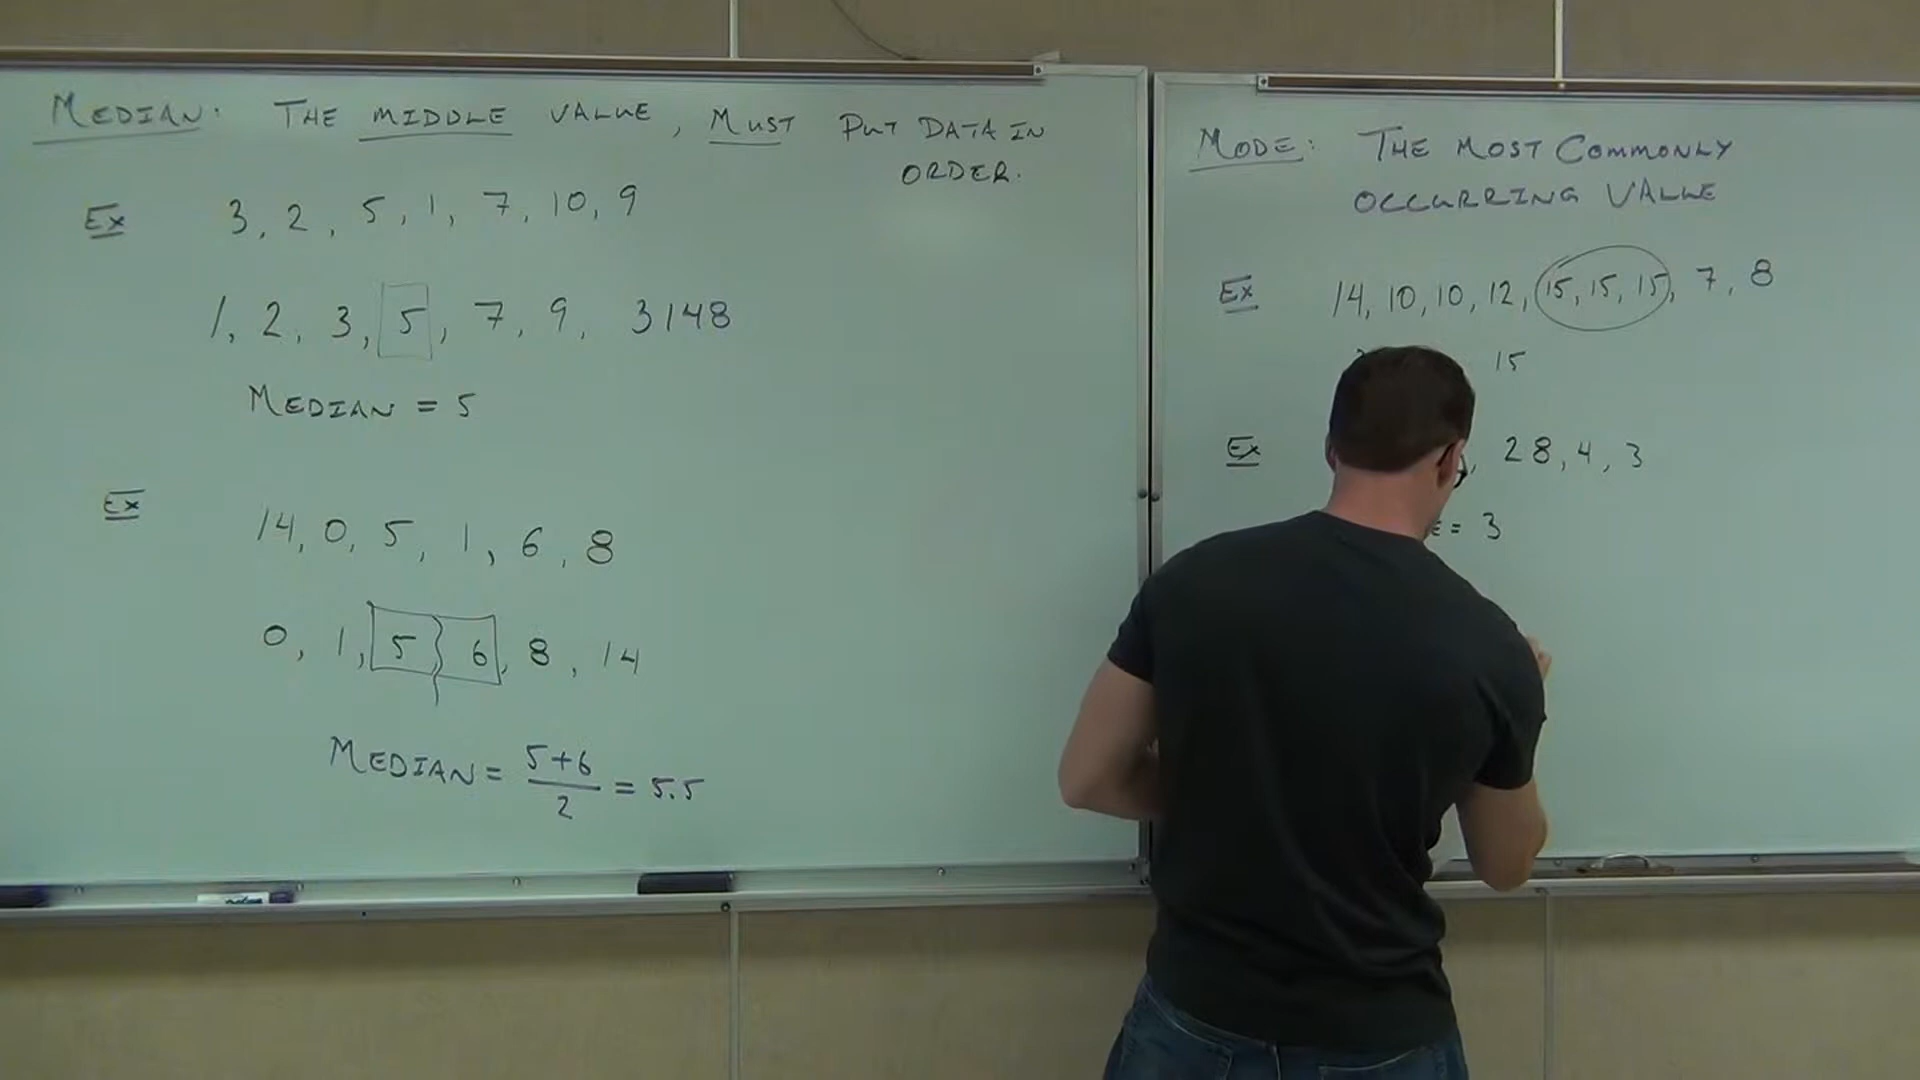 MEDIAN: THE MIDDLE VALUE, MUST PUT DATA IN
ORDER.
Ex 3, 2, 5, 1, 7, 10, 9
1, 2, 3, 5, 7, 9, 3148
MEDIAN = 5
Ex
14, 0, 5, 1, 6, 8
0, 1, 5 6, 8, 14
MEDIAN = 5+6
2
= 5.5
MODE: THE MOST COMMONLY
OCCURRING VALUE
Ex 14, 10, 10, 12, 15, 15, 15, 7, 8
15
Ex , 28, 4, 3
E = 3